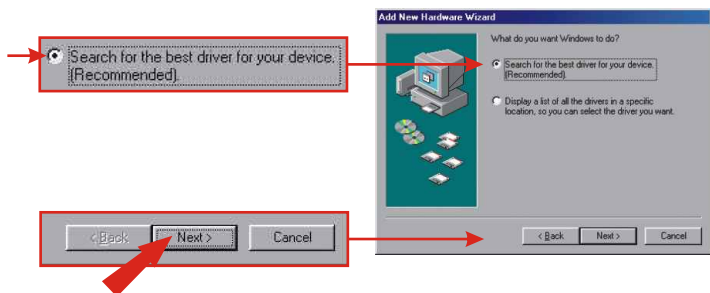 Search for the best driver for your device.
(Recommended).
< Back
Next >
Cancel
Add New Hardware Wizard
What do you want Windows to do?
Search for the best driver for your device.
(Recommended).
Display a list of all the drivers in a specific
location, so you can select the driver you want.
< Back
Next >
Cancel